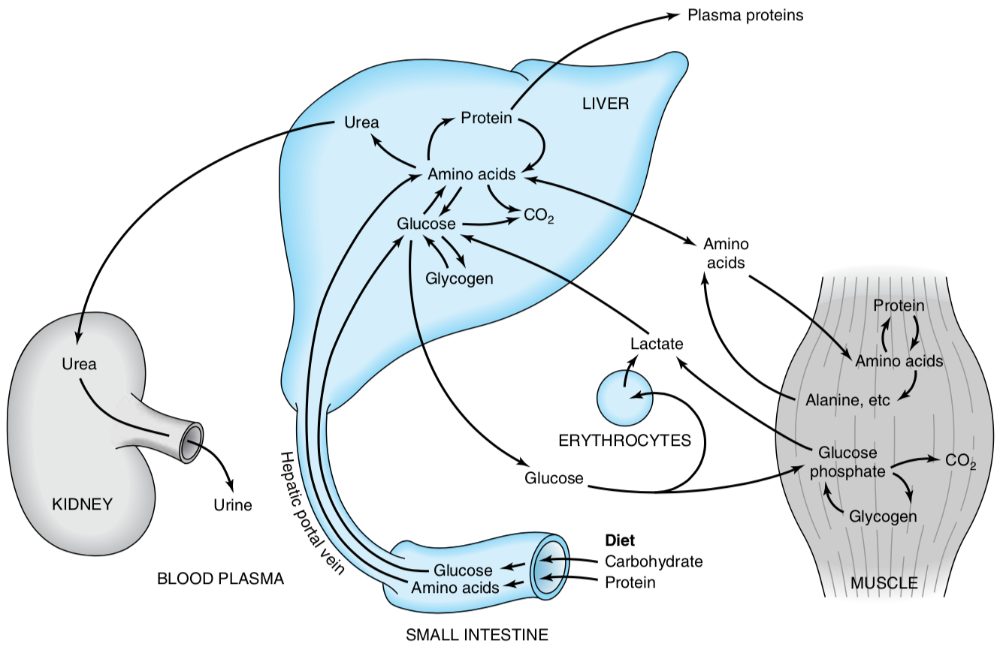 Plasma proteins
LIVER
Urea
Protein
Amino acids
CO₂
Glucose
Glycogen
Amino
acids
Protein
Amino acids
Alanine, etc
Lactate
ERYTHROCYTES
Glucose
phosphate
CO₂
Glycogen
MUSCLE
Glucose
Urea
KIDNEY
Urine
BLOOD PLASMA
Hepatic portal vein
Diet
Carbohydrate
Protein
Glucose
Amino acids
SMALL INTESTINE